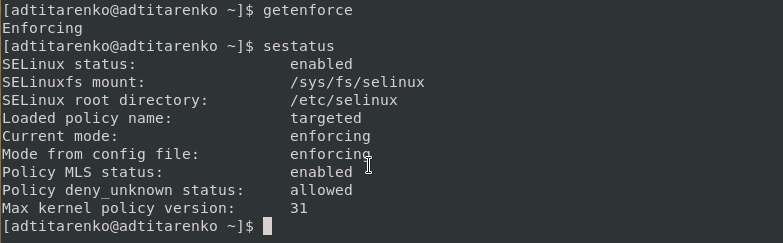 [adtitarenko@adtitarenko ~]$ getenforce
Enforcing
[adtitarenko@adtitarenko ~]$ sestatus
SELinux status:                 enabled
SELinuxfs mount:                /sys/fs/selinux
SELinux root directory:         /etc/selinux
Loaded policy name:             targeted
Current mode:                   enforcing
Mode from config file:          enforcing
Policy MLS status:              enabled
Policy deny_unknown status:     allowed
Max kernel policy version:      31
[adtitarenko@adtitarenko ~]$